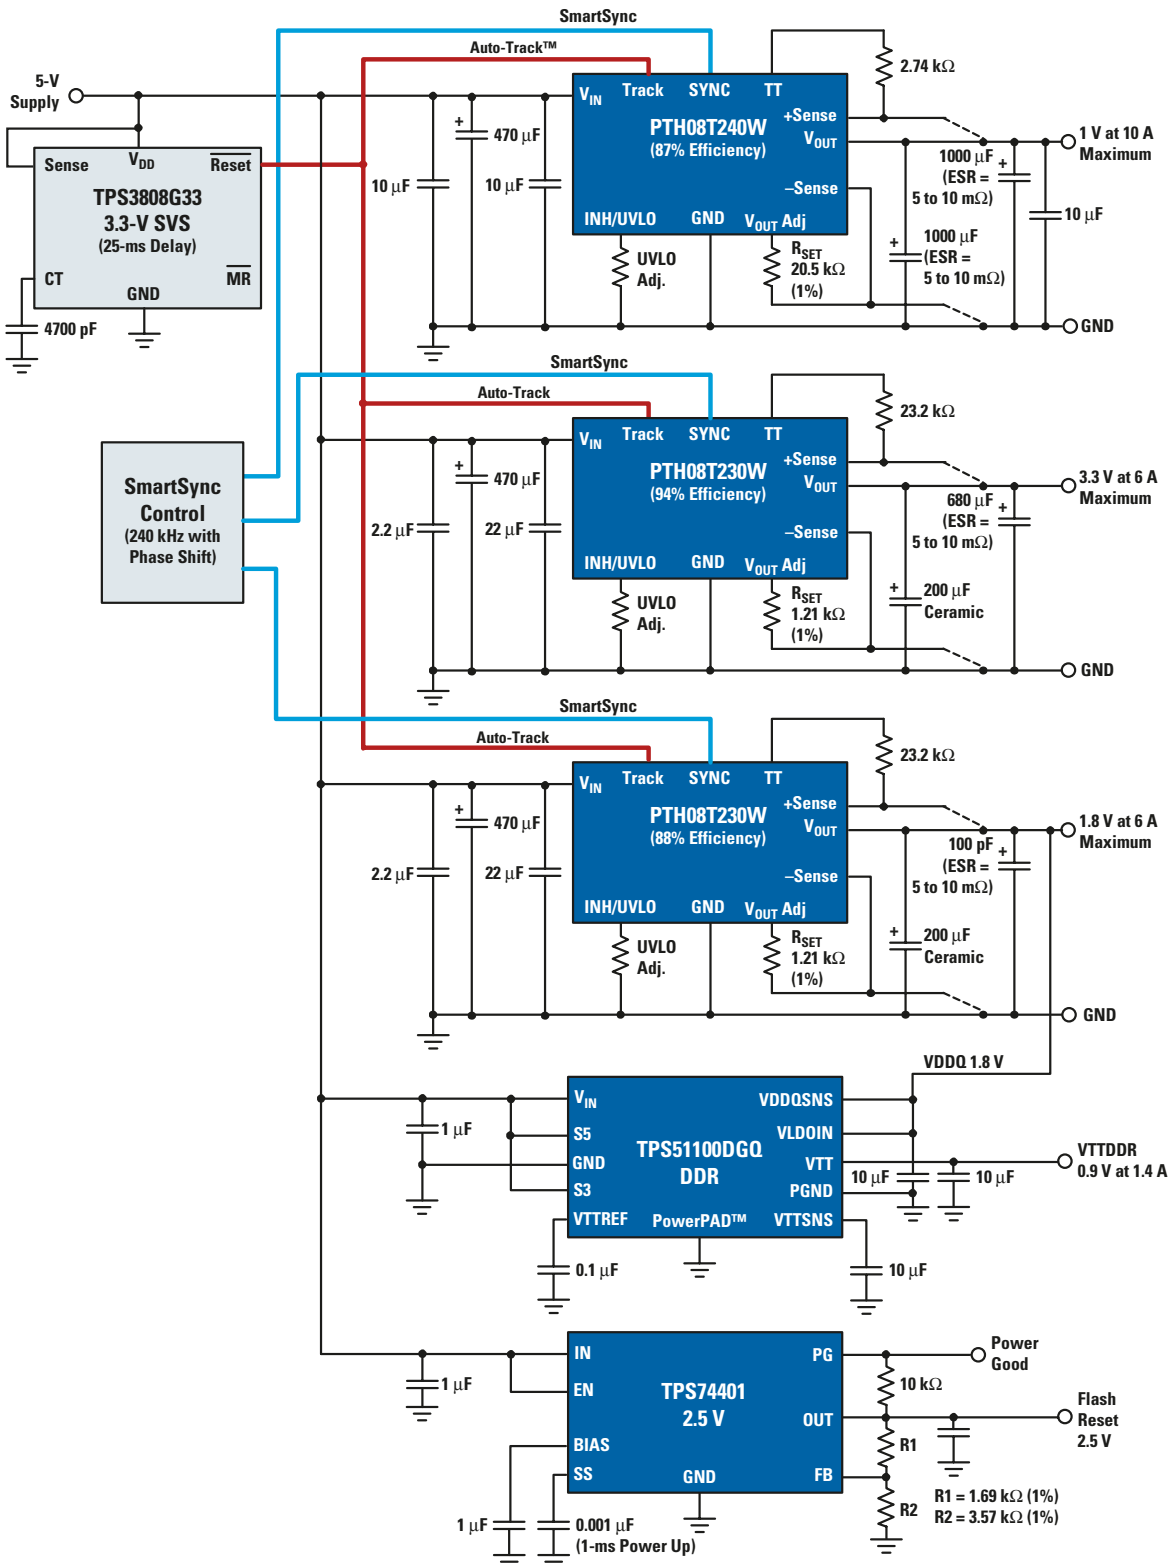 SmartSync
Auto-Track™
5-V
Supply
Sense
V_DD
Reset
TPS3808G33
3.3-V SVS
(25-ms Delay)
CT
MR
GND
4700 pF
10 µF
470 µF
10 µF
V_IN
Track
SYNC
TT
PTH08T240W
(87% Efficiency)
+Sense
V_OUT
–Sense
INH/UVLO
GND
V_OUT Adj
UVLO
Adj.
R_SET
20.5 kΩ
(1%)
2.74 kΩ
1000 µF
(ESR =
5 to 10 mΩ)
1000 µF
(ESR =
5 to 10 mΩ)
10 µF
1 V at 10 A
Maximum
GND
SmartSync
Auto-Track
SmartSync
Control
(240 kHz with
Phase Shift)
2.2 µF
470 µF
22 µF
V_IN
Track
SYNC
TT
PTH08T230W
(94% Efficiency)
+Sense
V_OUT
–Sense
INH/UVLO
GND
V_OUT Adj
UVLO
Adj.
R_SET
1.21 kΩ
(1%)
23.2 kΩ
680 µF
(ESR =
5 to 10 mΩ)
200 µF
Ceramic
3.3 V at 6 A
Maximum
GND
SmartSync
Auto-Track
2.2 µF
470 µF
22 µF
V_IN
Track
SYNC
TT
PTH08T230W
(88% Efficiency)
+Sense
V_OUT
–Sense
INH/UVLO
GND
V_OUT Adj
UVLO
Adj.
R_SET
1.21 kΩ
(1%)
23.2 kΩ
100 pF
(ESR =
5 to 10 mΩ)
200 µF
Ceramic
1.8 V at 6 A
Maximum
GND
VDDQ 1.8 V
1 µF
V_IN
S5
GND
S3
VTTREF
TPS51100DGQ
DDR
PowerPAD™
VDDQSNS
VLDOIN
VTT
PGND
VTTSNS
10 µF
10 µF
VTTDDR
0.9 V at 1.4 A
0.1 µF
10 µF
1 µF
IN
EN
BIAS
SS
TPS74401
2.5 V
GND
PG
OUT
FB
Power
Good
10 kΩ
R1
R2
Flash
Reset
2.5 V
R1 = 1.69 kΩ (1%)
R2 = 3.57 kΩ (1%)
1 µF
0.001 µF
(1-ms Power Up)